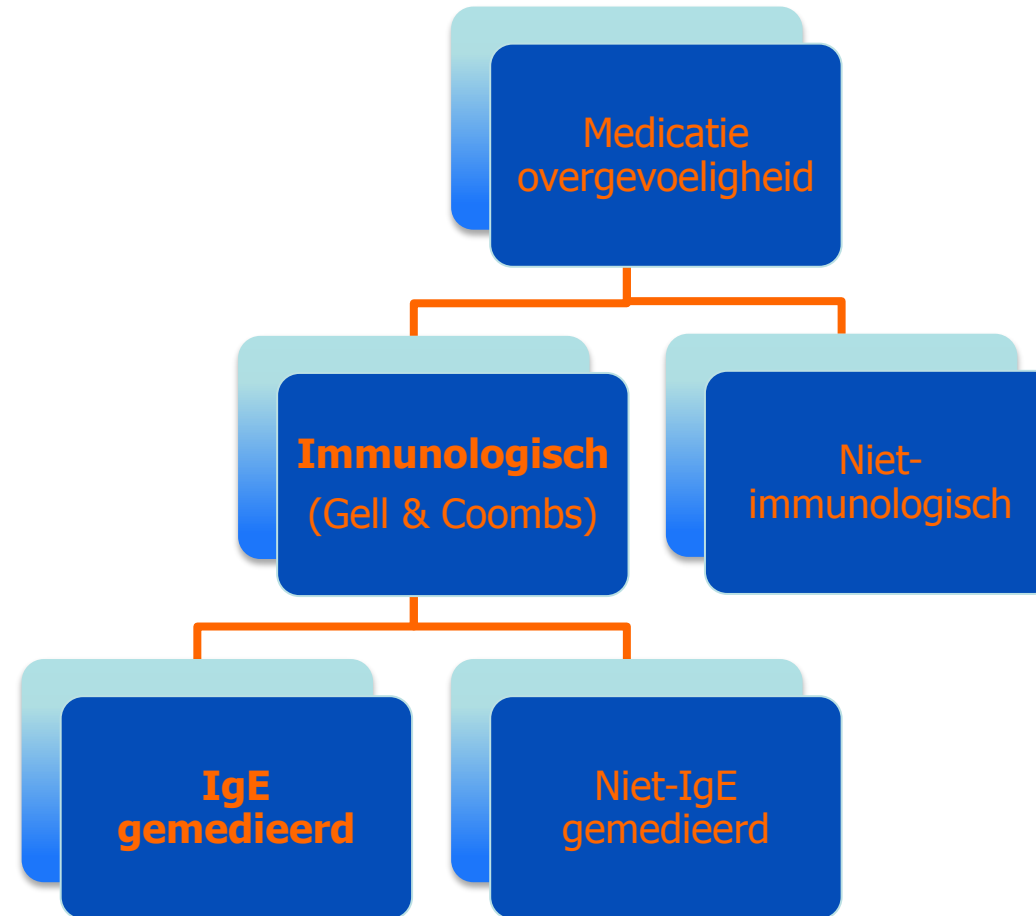 Medicatie
overgevoeligheid
Immunologisch
(Gell & Coombs)
Niet-
immunologisch
IgE
gemedieerd
Niet-IgE
gemedieerd